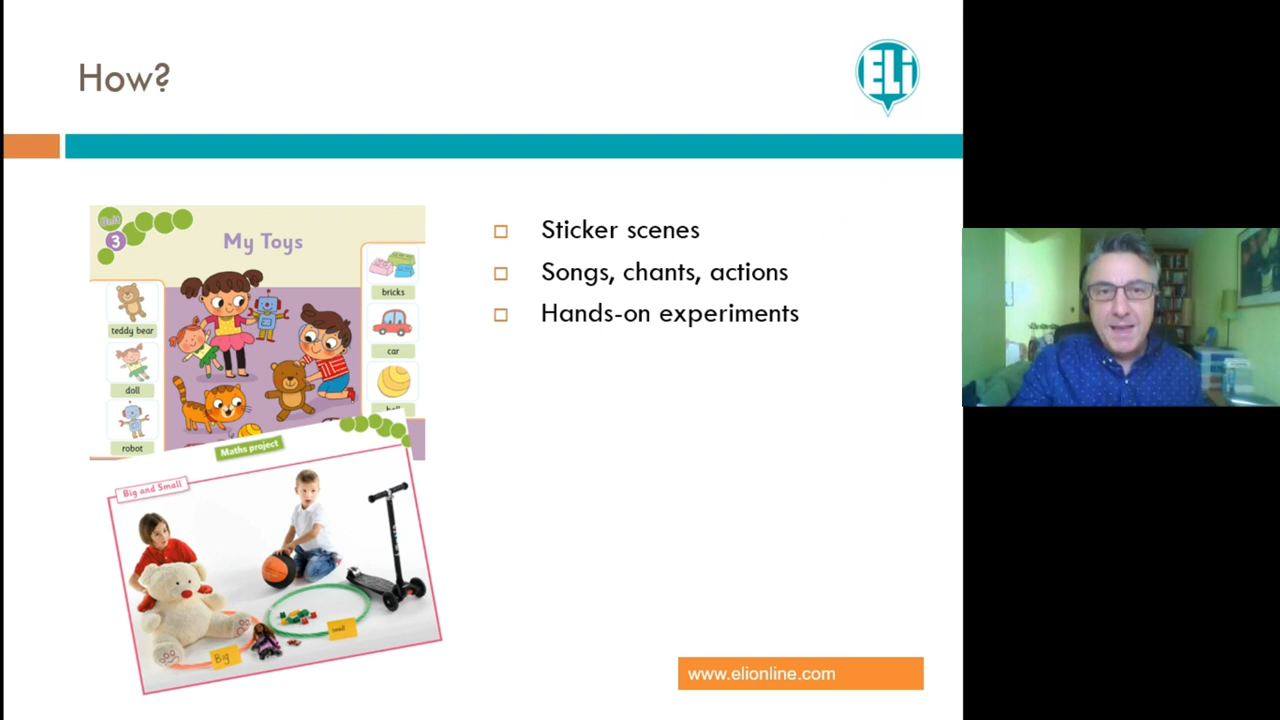 How?
ELi
Unit
3
My Toys
teddy bear
doll
robot
bricks
car
ball
Sticker scenes
Songs, chants, actions
Hands-on experiments
Maths project
Big and Small
Big
small
www.elionline.com